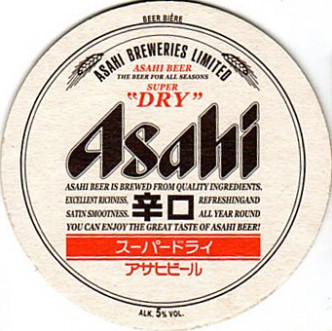 BEER BIÈRE
ASAHI BREWERIES LIMITED
ASAHI BEER
THE BEER FOR ALL SEASONS
SUPER
"DRY"
Asahi
ASAHI BEER IS BREWED FROM QUALITY INGREDIENTS.
EXCELLENT RICHNESS, 辛口 REFRESHINGAND
SATIN SMOOTNESS. ALL YEAR ROUND
YOU CAN ENJOY THE GREAT TASTE OF ASAHI BEER!
スーパードライ
アサヒビール
ALK. 5% VOL.